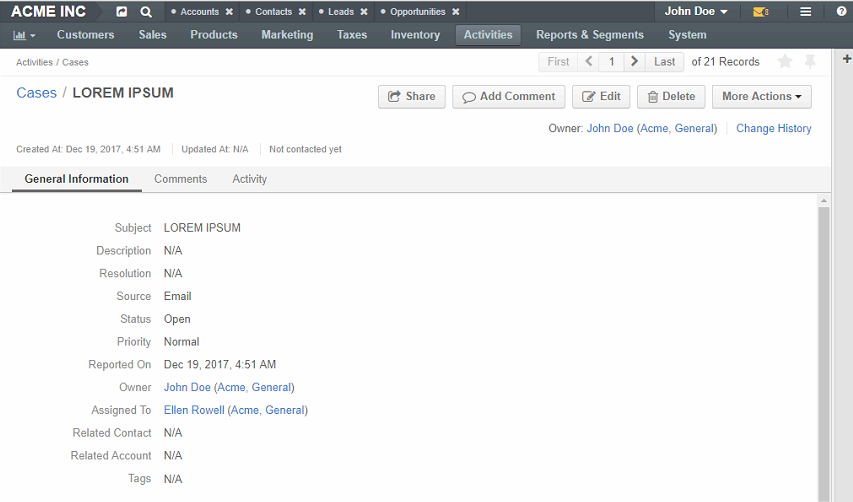 ACME INC Accounts Contacts Leads Opportunities John Doe
Customers Sales Products Marketing Taxes Inventory Activities Reports & Segments System
Activities / Cases First 1 Last of 21 Records
Cases / LOREM IPSUM Share Add Comment Edit Delete More Actions
Owner: John Doe (Acme, General) Change History
Created At: Dec 19, 2017, 4:51 AM Updated At: N/A Not contacted yet
General Information Comments Activity
Subject LOREM IPSUM
Description N/A
Resolution N/A
Source Email
Status Open
Priority Normal
Reported On Dec 19, 2017, 4:51 AM
Owner John Doe (Acme, General)
Assigned To Ellen Rowell (Acme, General)
Related Contact N/A
Related Account N/A
Tags N/A